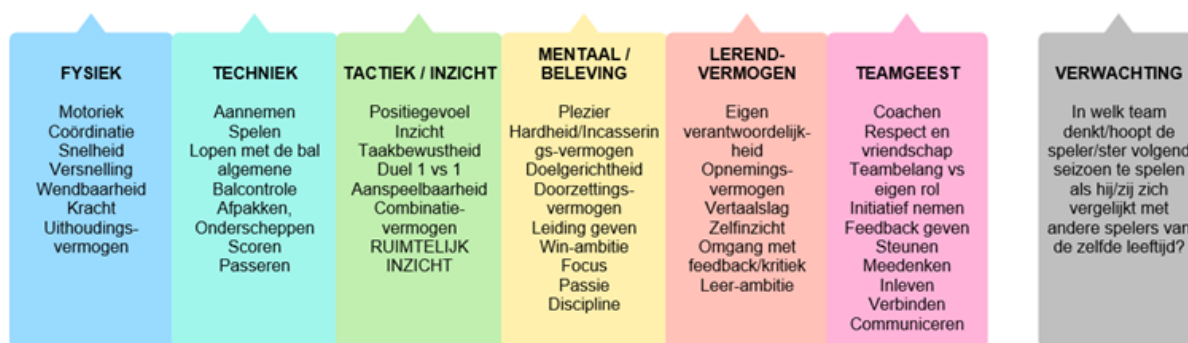 FYSIEK
Motoriek
Coördinatie
Snelheid
Versnelling
Wendbaarheid
Kracht
Uithoudings-
vermogen
TECHNIEK
Aannemen
Spelen
Lopen met de bal
algemene
Balcontrole
Afpakken,
Onderscheppen
Scoren
Passeren
TACTIEK / INZICHT
Positiegevoel
Inzicht
Taakbewustheid
Duel 1 vs 1
Aanspeelbaarheid
Combinatie-
vermogen
RUIMTELIJK
INZICHT
MENTAAL /
BELEVING
Plezier
Hardheid/Incasserin
gs-vermogen
Doelgerichtheid
Doorzettings-
vermogen
Leiding geven
Win-ambitie
Focus
Passie
Discipline
LEREND-
VERMOGEN
Eigen
verantwoordelijk-
heid
Opnemings-
vermogen
Vertaalslag
Zelfinzicht
Omgang met
feedback/kritiek
Leer-ambitie
TEAMGEEST
Coachen
Respect en
vriendschap
Teambelang vs
eigen rol
Initiatief nemen
Feedback geven
Steunen
Meedenken
Inleven
Verbinden
Communiceren
VERWACHTING
In welk team
denkt/hoopt de
speler/ster volgend
seizoen te spelen
als hij/zij zich
vergelijkt met
andere spelers van
de zelfde leeftijd?